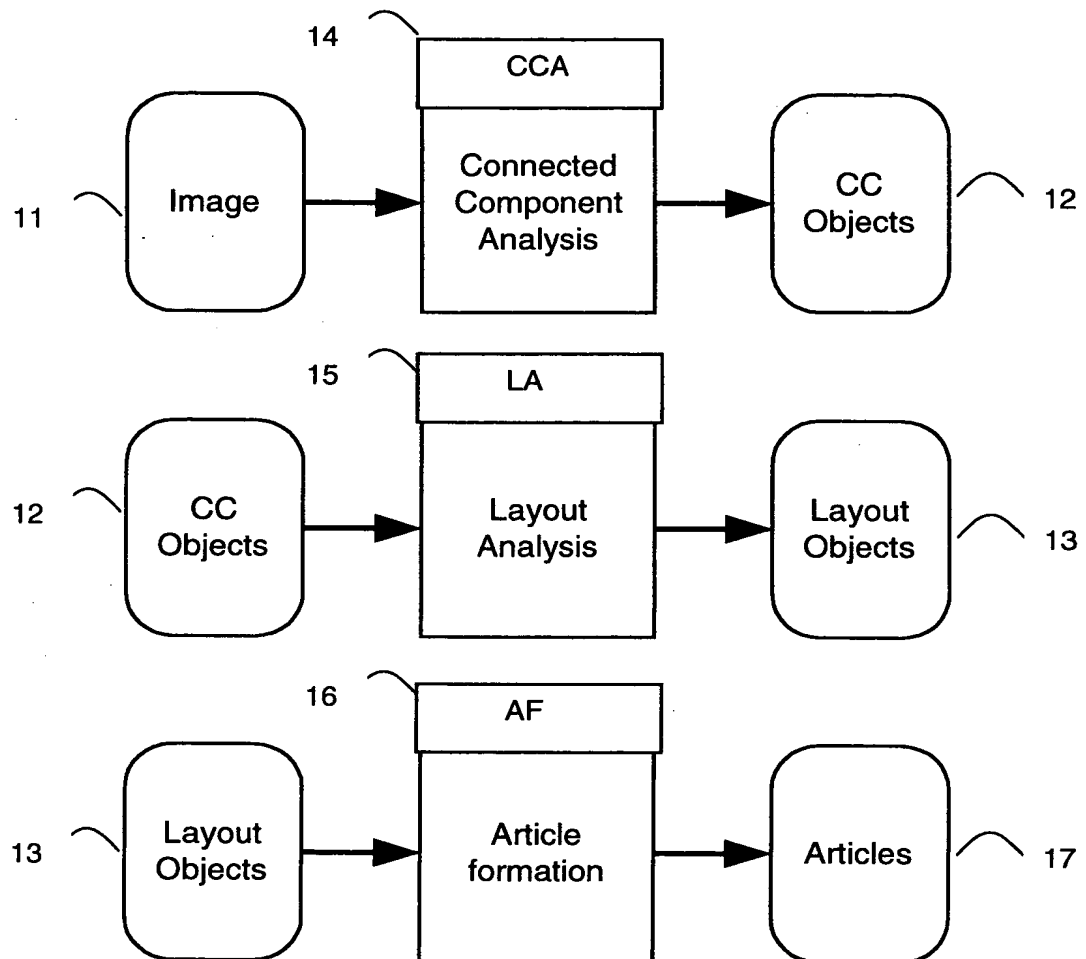 14
CCA
11
Image
Connected
Component
Analysis
CC
Objects
12
15
LA
12
CC
Objects
Layout
Analysis
Layout
Objects
13
16
AF
13
Layout
Objects
Article
formation
Articles
17